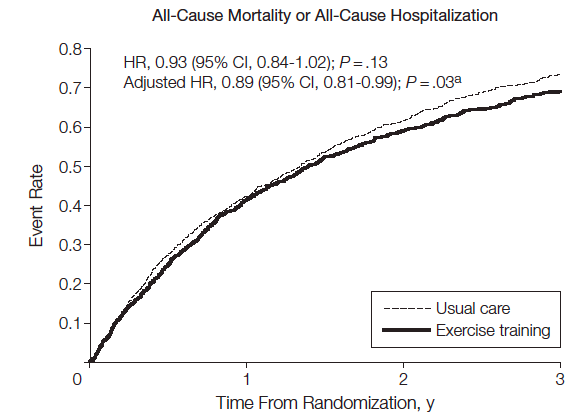 All-Cause Mortality or All-Cause Hospitalization
HR, 0.93 (95% CI, 0.84-1.02); P = .13
Adjusted HR, 0.89 (95% CI, 0.81-0.99); P = .03a
Event Rate
0.8
0.7
0.6
0.5
0.4
0.3
0.2
0.1
0
1
2
3
Time From Randomization, y
Usual care
Exercise training